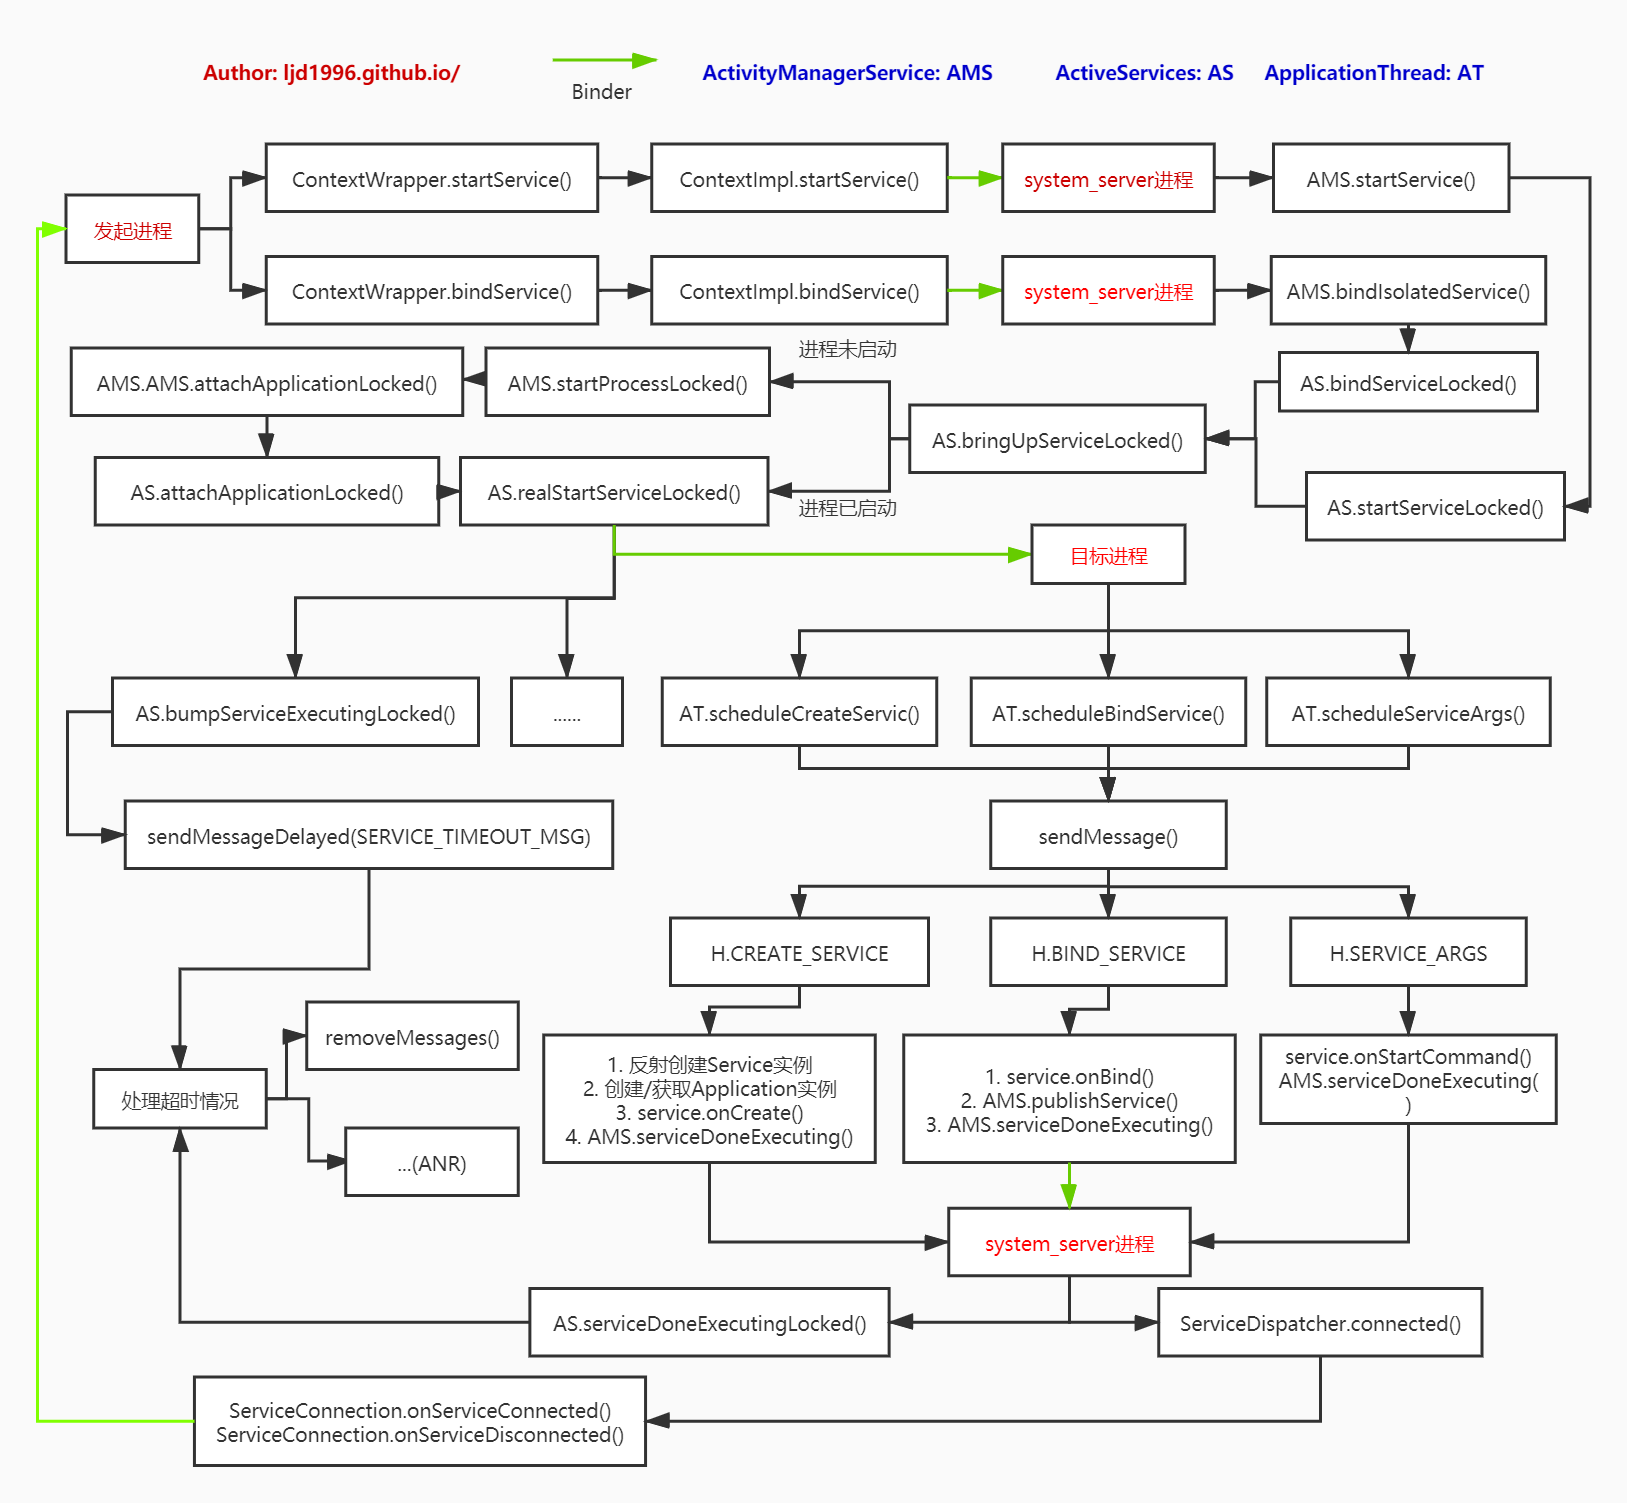 Author: ljd1996.github.io/
Binder
ActivityManagerService: AMS
ActiveServices: AS
ApplicationThread: AT
发起进程
ContextWrapper.startService()
ContextImpl.startService()
system_server进程
AMS.startService()
ContextWrapper.bindService()
ContextImpl.bindService()
system_server进程
AMS.bindIsolatedService()
AMS.AMS.attachApplicationLocked()
AMS.startProcessLocked()
进程未启动
AS.bindServiceLocked()
AS.bringUpServiceLocked()
AS.attachApplicationLocked()
AS.realStartServiceLocked()
进程已启动
AS.startServiceLocked()
目标进程
AS.bumpServiceExecutingLocked()
......
AT.scheduleCreateServic()
AT.scheduleBindService()
AT.scheduleServiceArgs()
sendMessageDelayed(SERVICE_TIMEOUT_MSG)
sendMessage()
H.CREATE_SERVICE
H.BIND_SERVICE
H.SERVICE_ARGS
removeMessages()
处理超时情况
...(ANR)
1. 反射创建Service实例
2. 创建/获取Application实例
3. service.onCreate()
4. AMS.serviceDoneExecuting()
1. service.onBind()
2. AMS.publishService()
3. AMS.serviceDoneExecuting()
service.onStartCommand()
AMS.serviceDoneExecuting(
)
system_server进程
AS.serviceDoneExecutingLocked()
ServiceDispatcher.connected()
ServiceConnection.onServiceConnected()
ServiceConnection.onServiceDisconnected()